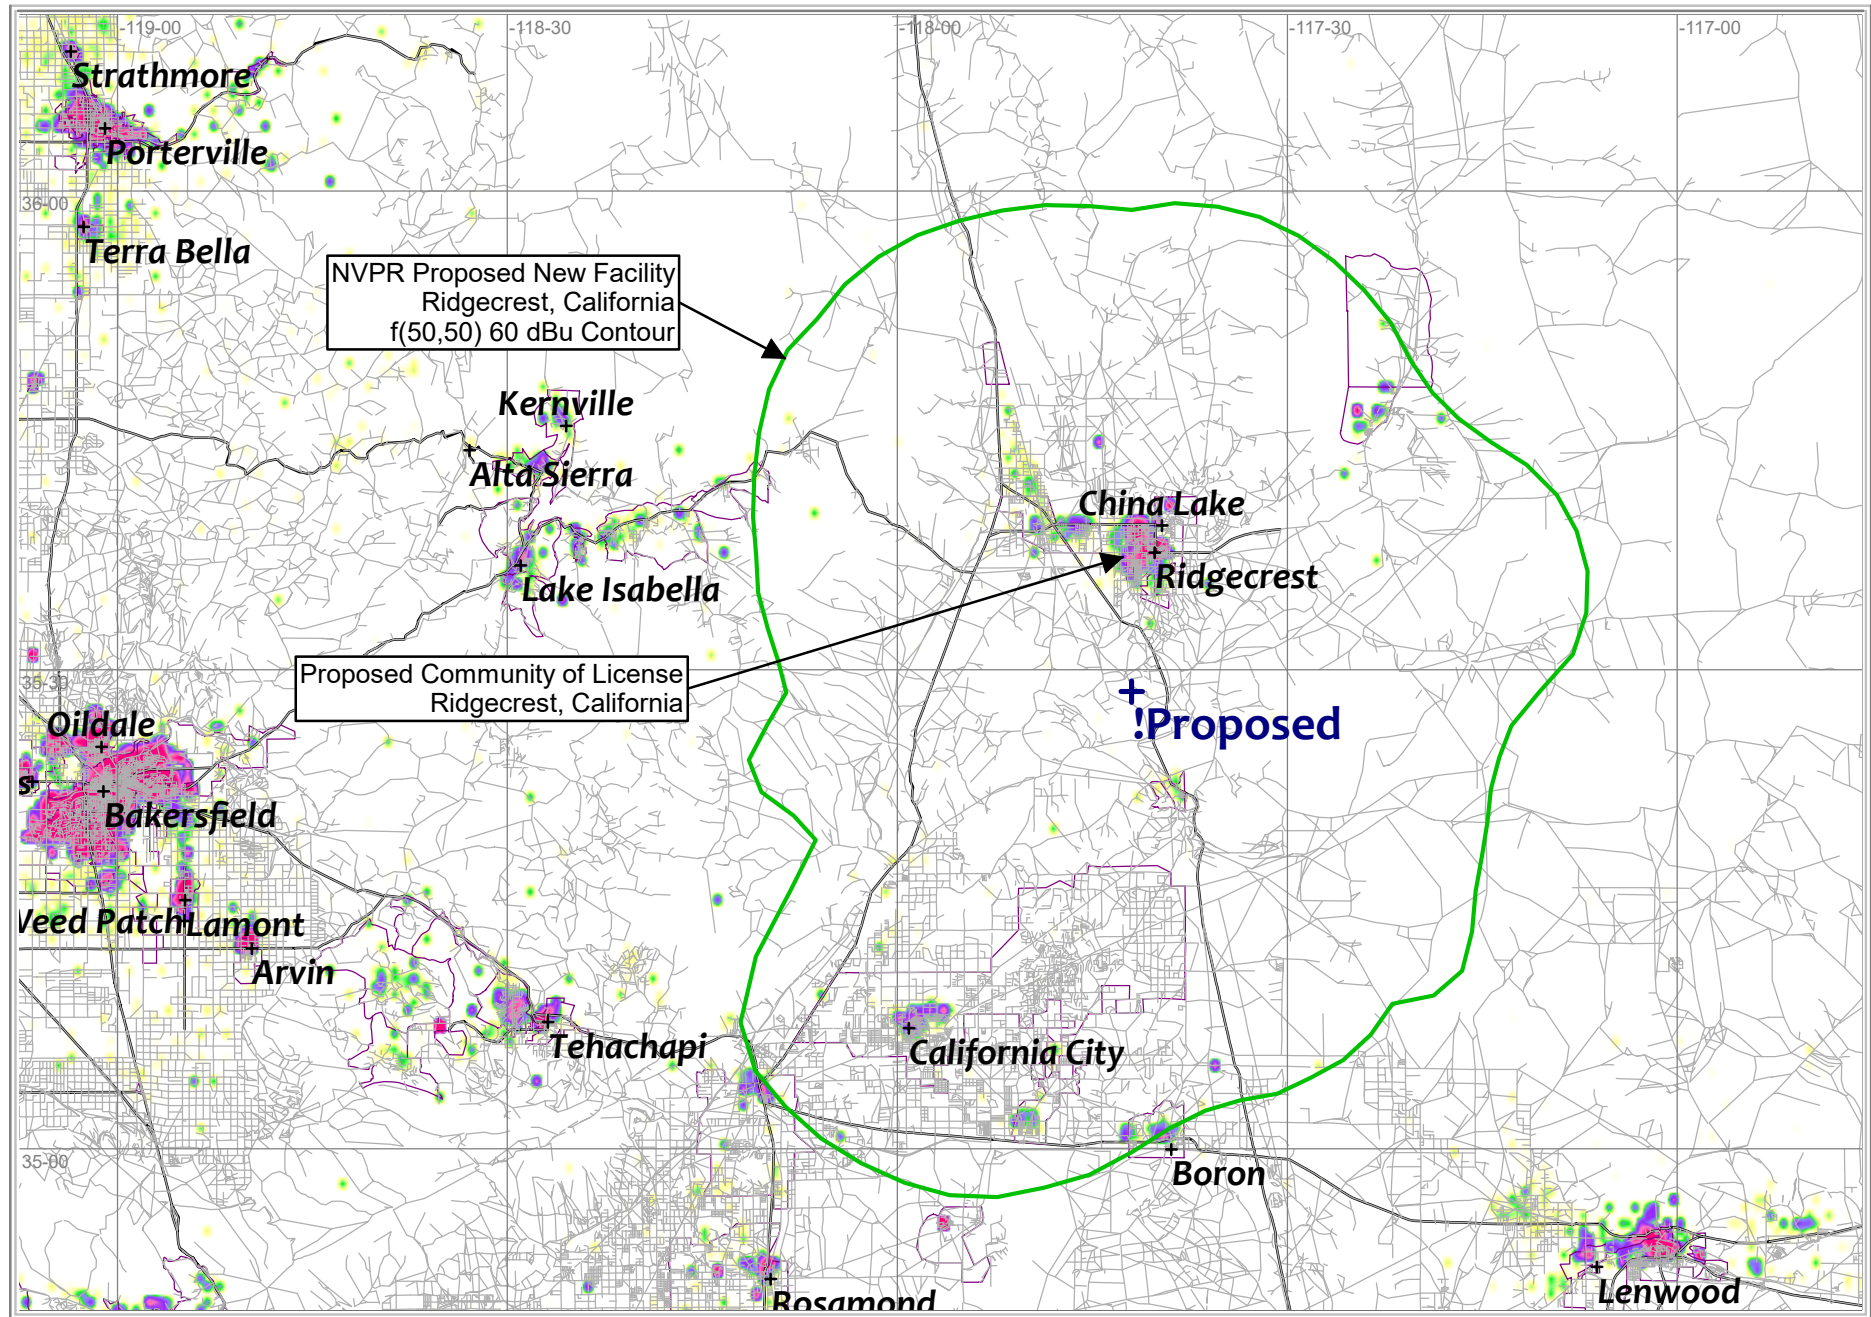 -119-00
-118-30
-118-00
-117-30
-117-00
Strathmore
Porterville
36-00
Terra Bella
NVPR Proposed New Facility
Ridgecrest, California
f(50,50) 60 dBu Contour
Kernville
Alta Sierra
China Lake
Ridgecrest
Lake Isabella
Proposed Community of License
Ridgecrest, California
35-30
!Proposed
Oildale
s
Bakersfield
Weed Patch
Lamont
Arvin
Tehachapi
California City
35-00
Boron
Rosamond
Lenwood